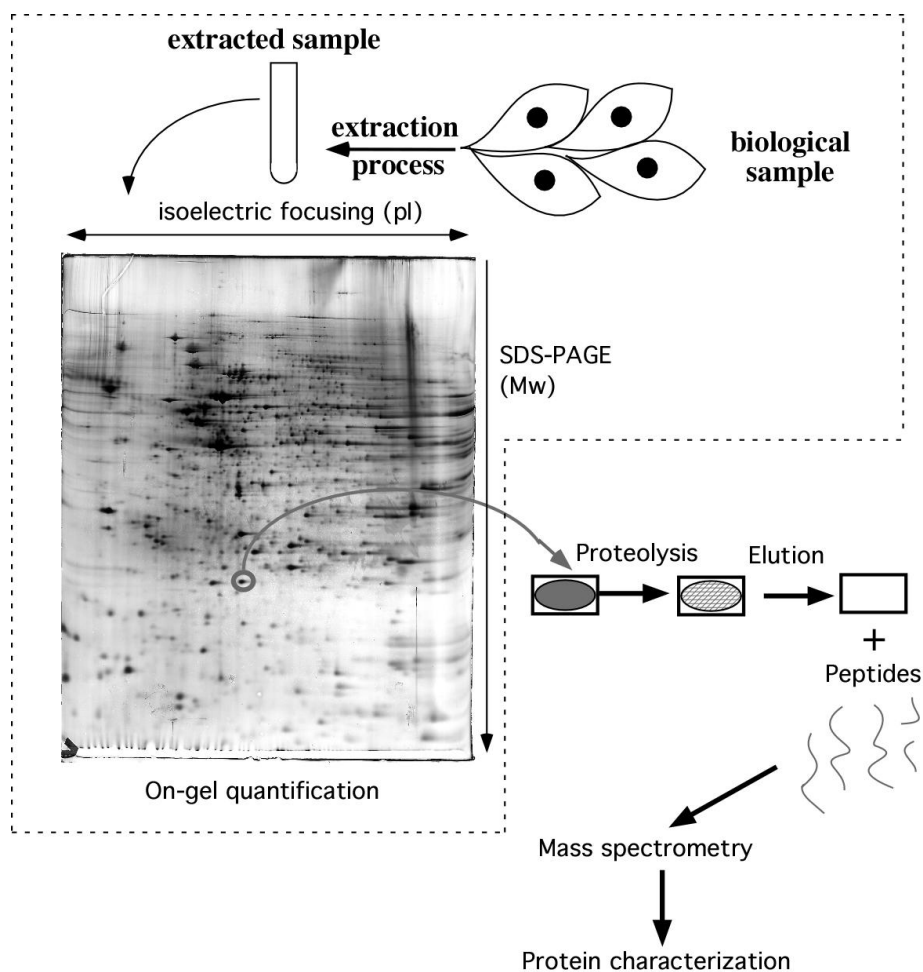 extracted sample
extraction
process
biological
sample
isoelectric focusing (pI)
SDS-PAGE
(Mw)
Proteolysis
Elution
+
Peptides
On-gel quantification
Mass spectrometry
Protein characterization